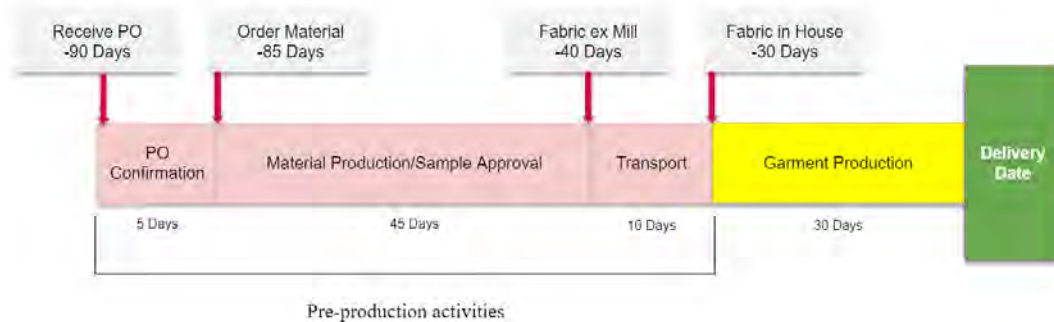 Receive PO
-90 Days
Order Material
-85 Days
Fabric ex Mill
-40 Days
Fabric in House
-30 Days
PO
Confirmation
Material Production/Sample Approval
Transport
Garment Production
Delivery
Date
5 Days
45 Days
10 Days
30 Days
Pre-production activities